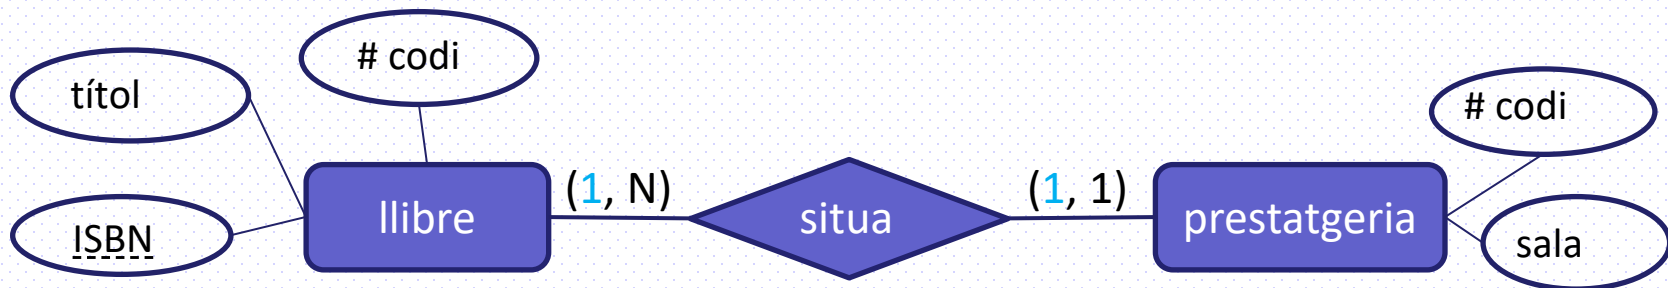 # codi
títol
# codi
(1, N)
(1, 1)
llibre
situa
prestatgeria
ISBN
sala